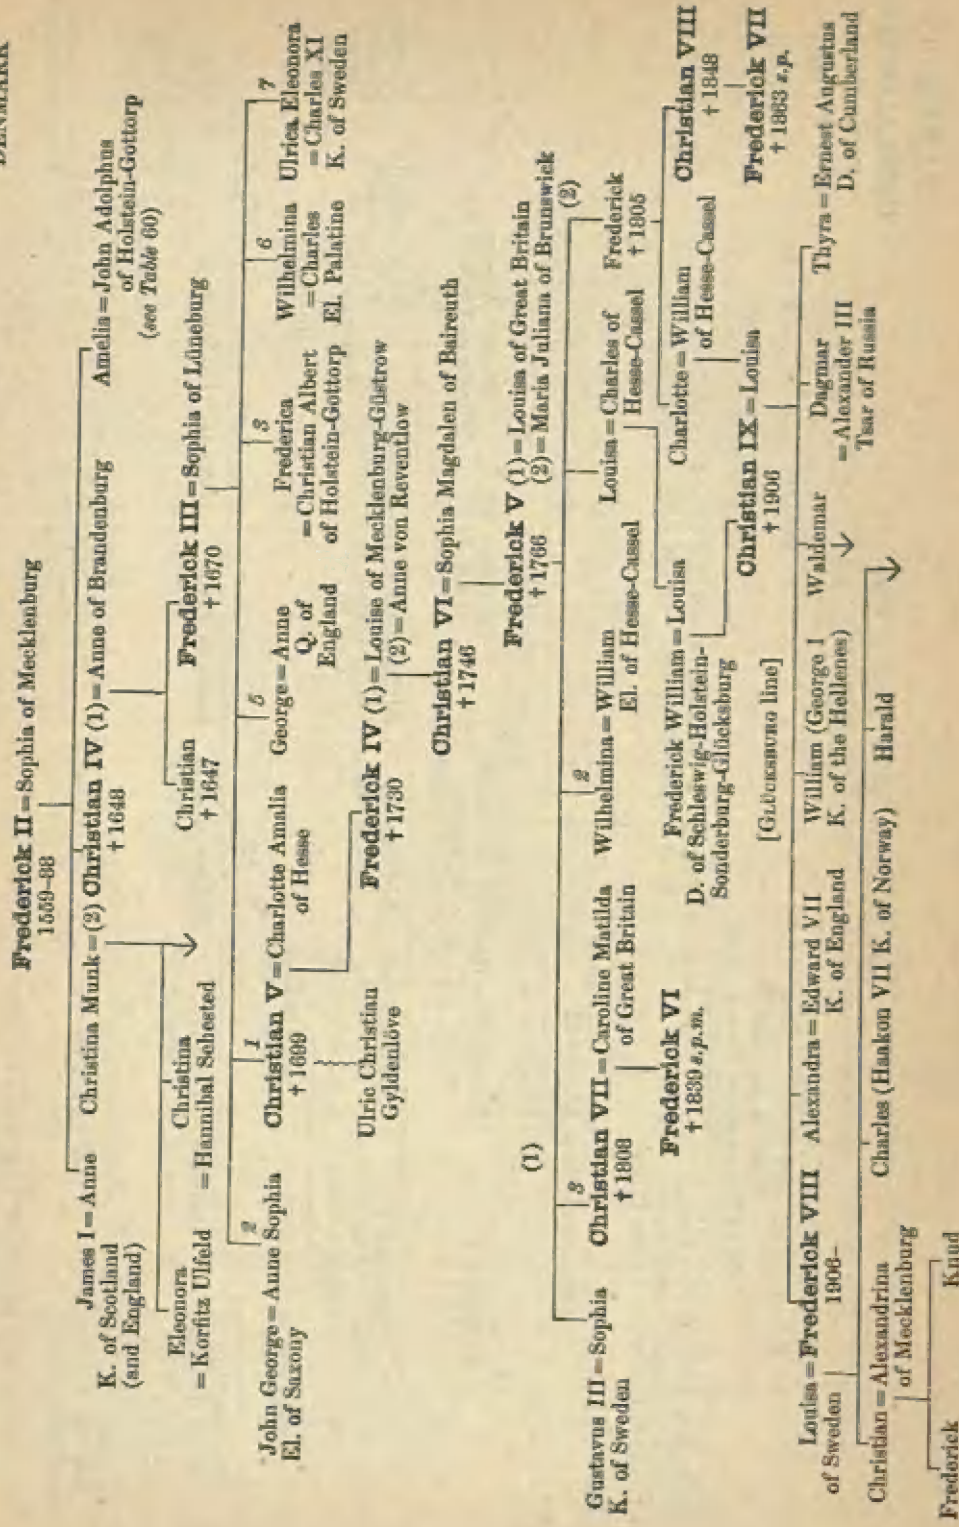 DENMARK
Frederick II=Sophia of Mecklenburg
1559–88
James I=Anne
K. of Scotland
(and England)
Christina Munk=(2) Christian IV (1)=Anne of Brandenburg
†1648
Amelia=John Adolphus
of Holstein-Gottorp
(see Table 60)
Eleonora
=Korfitz Ulfeld
Christina
=Hannibal Sehested
Christian
†1647
Frederick III=Sophia of Lüneburg
†1670
2
1
5
3
6
7
John George=Anne Sophia
El. of Saxony
Christian V=Charlotte Amalia
†1699
of Hesse
George=Anne
Q. of
England
Frederica
=Christian Albert
of Holstein-Gottorp
Wilhelmina
=Charles
El. Palatine
Ulrica Eleonora
=Charles XI
K. of Sweden
Ulric Christian
Gyldenlöve
Frederick IV (1)=Louise of Mecklenburg-Güstrow
†1730
(2)=Anne von Reventlow
Christian VI=Sophia Magdalen of Baireuth
†1746
Frederick V (1)=Louisa of Great Britain
†1766
(2)=Maria Juliana of Brunswick
(1)
(2)
3
2
Gustavus III=Sophia
K. of Sweden
Christian VII=Caroline Matilda
†1808
of Great Britain
Wilhelmina=William
El. of Hesse-Cassel
Louisa=Charles of
Hesse-Cassel
Frederick
†1805
Frederick VI
†1839 s.p.m.
Frederick William=Louisa
D. of Schleswig-Holstein-
Sonderburg-Glücksburg
Charlotte=William
of Hesse-Cassel
Christian VIII
†1848
[GLÜCKSBURG line]
Christian IX=Louisa
†1906
Frederick VII
†1863 s.p.
Louisa=Frederick VIII
of Sweden
1906–
Alexandra=Edward VII
K. of England
William (George I
K. of the Hellenes)
Waldemar
Dagmar
=Alexander III
Tsar of Russia
Thyra=Ernest Augustus
D. of Cumberland
Christian=Alexandrina
of Mecklenburg
Charles (Haakon VII K. of Norway)
Harald
Frederick
Knud